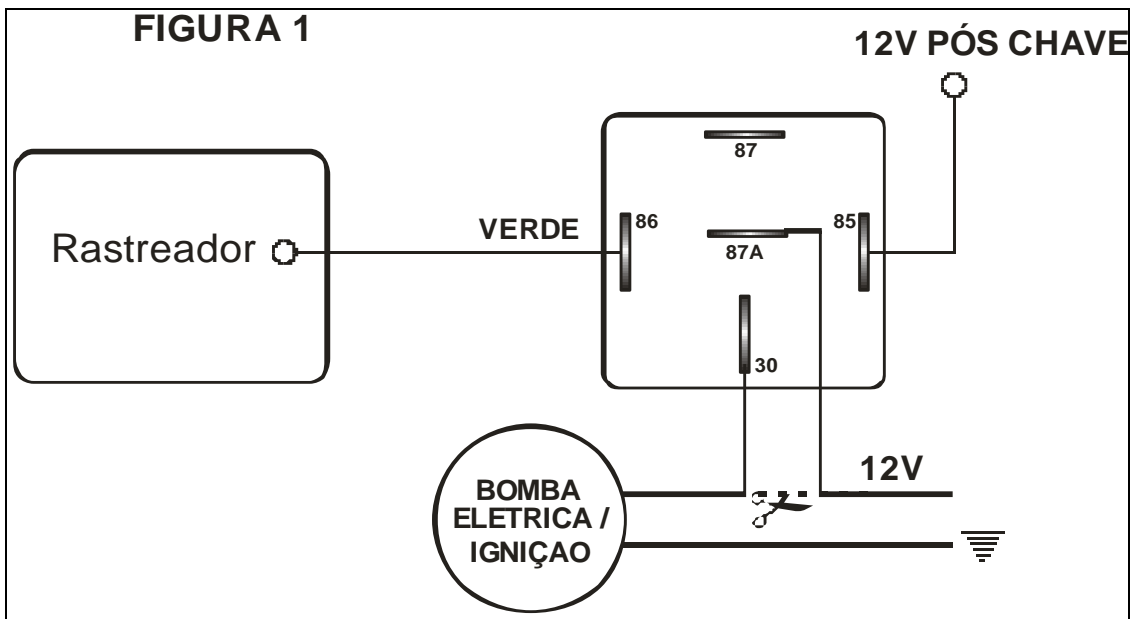 FIGURA 1
12V PÓS CHAVE
87
Rastreador
VERDE
86
85
87A
30
12V
BOMBA
ELETRICA /
IGNIÇAO